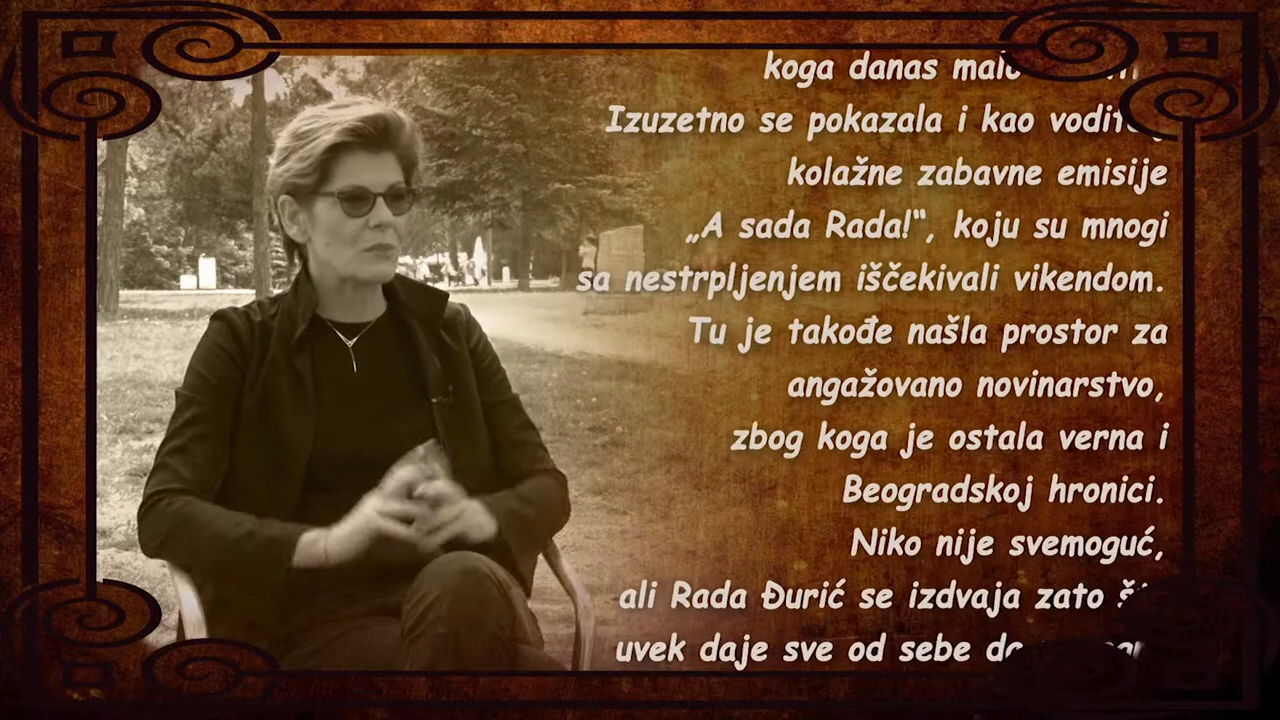 koga danas malo
Izuzetno se pokazala i kao
kolažne zabavne emisije
„A sada Rada!“, koju su mnogi
sa nestrpljenjem iščekivali vikendom.
Tu je takođe našla prostor za
angažovano novinarstvo,
zbog koga je ostala verna i
Beogradskoj hronici.
Niko nije svemoguć,
ali Rada Đurić se izdvaja zato
uvek daje sve od sebe da